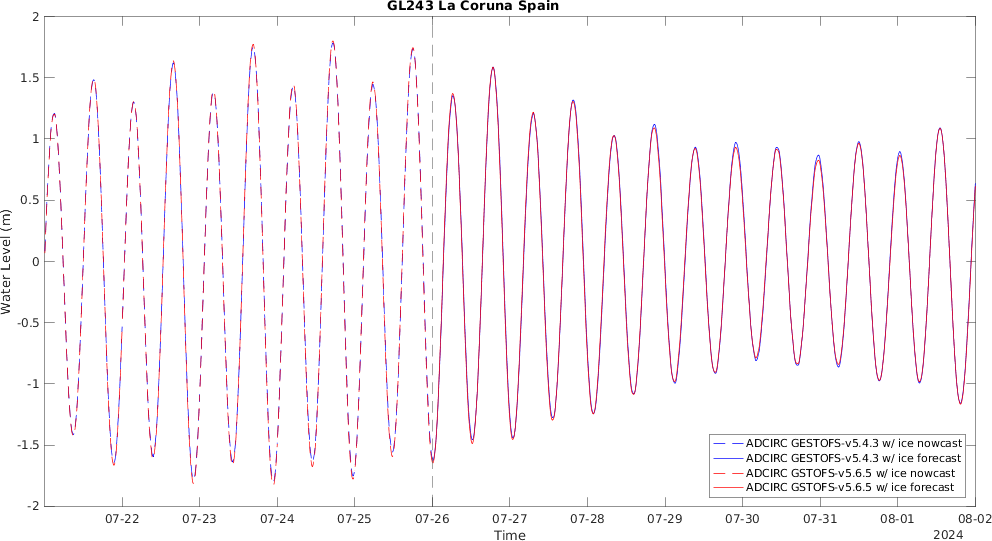 GL243 La Coruna Spain
2
1.5
1
0.5
0
-0.5
-1
-1.5
-2
Water Level (m)
ADCIRC GESTOFS-v5.4.3 w/ ice nowcast
ADCIRC GESTOFS-v5.4.3 w/ ice forecast
ADCIRC GSTOFS-v5.6.5 w/ ice nowcast
ADCIRC GSTOFS-v5.6.5 w/ ice forecast
07-22 07-23 07-24 07-25 07-26 07-27 07-28 07-29 07-30 07-31 08-01 08-02
Time
2024